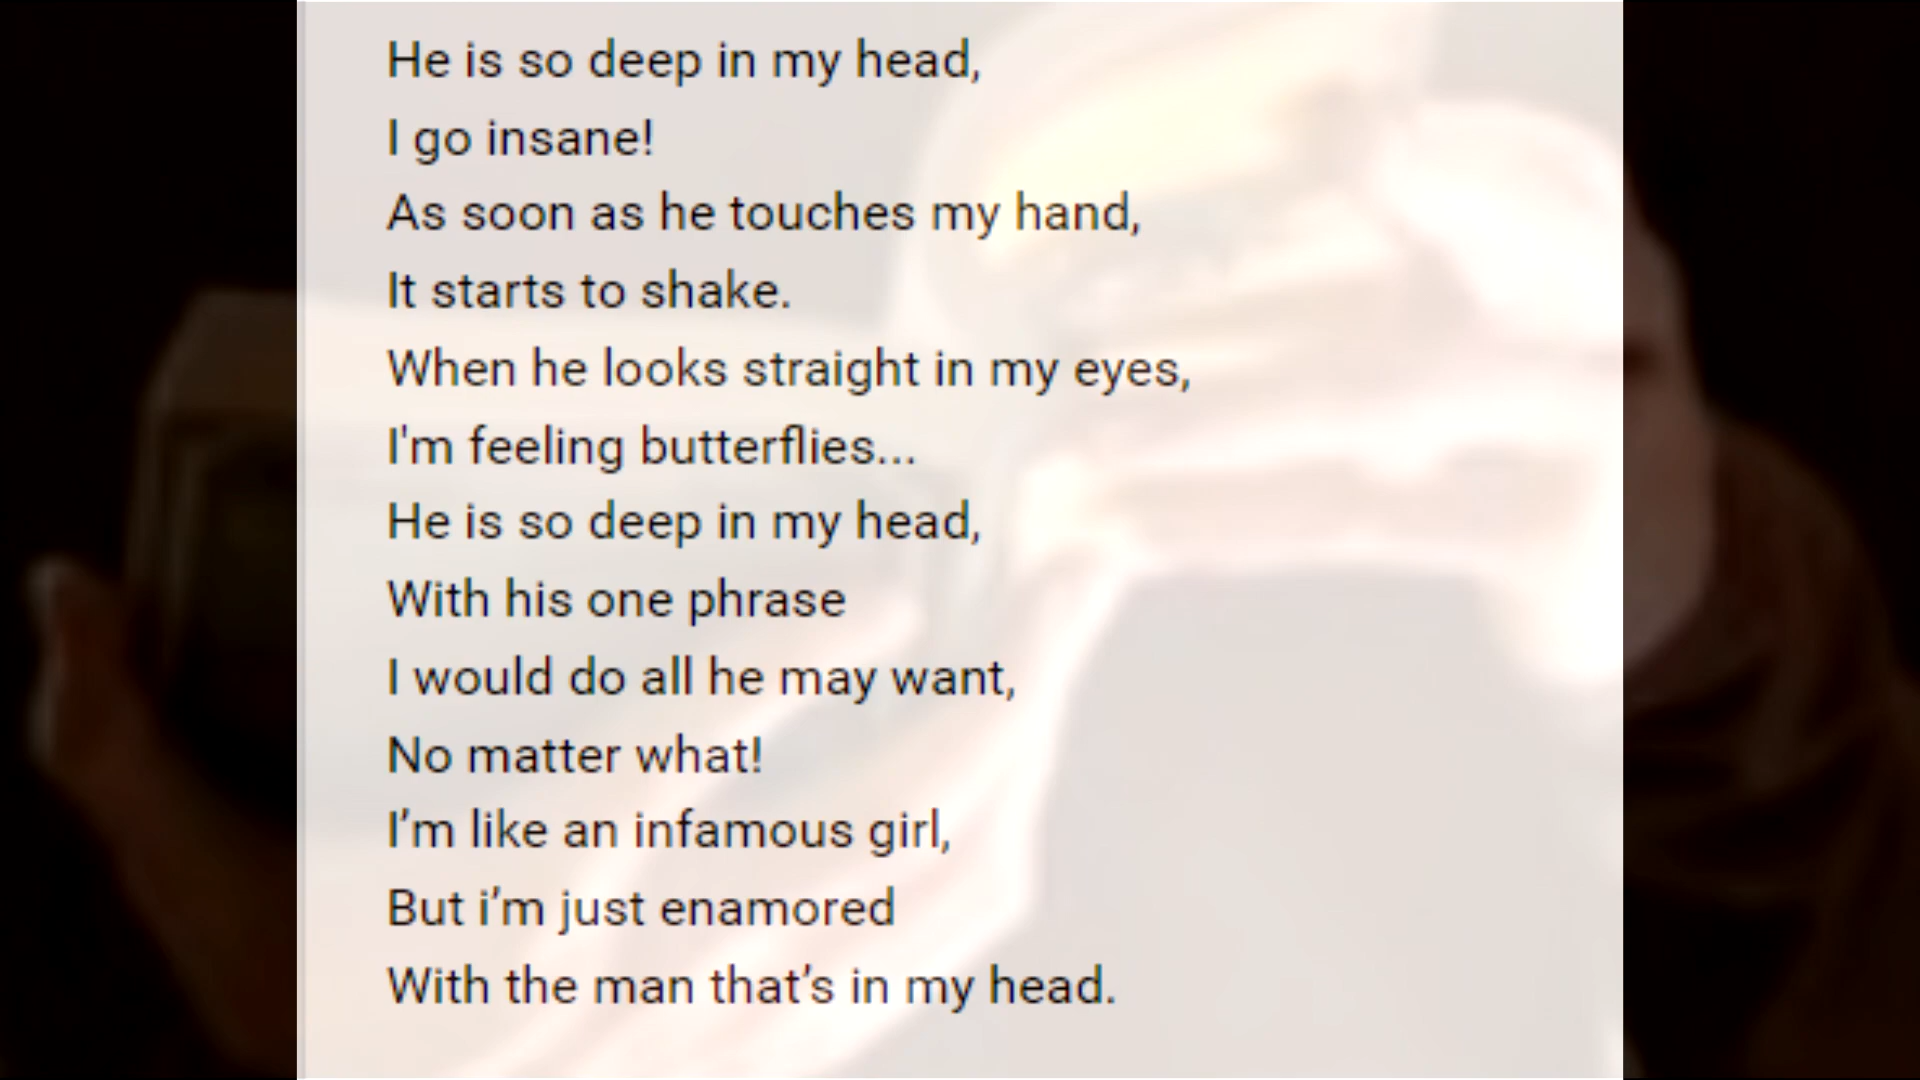 He is so deep in my head,
I go insane!
As soon as he touches my hand,
It starts to shake.
When he looks straight in my eyes,
I'm feeling butterflies...
He is so deep in my head,
With his one phrase
I would do all he may want,
No matter what!
I’m like an infamous girl,
But i’m just enamored
With the man that’s in my head.